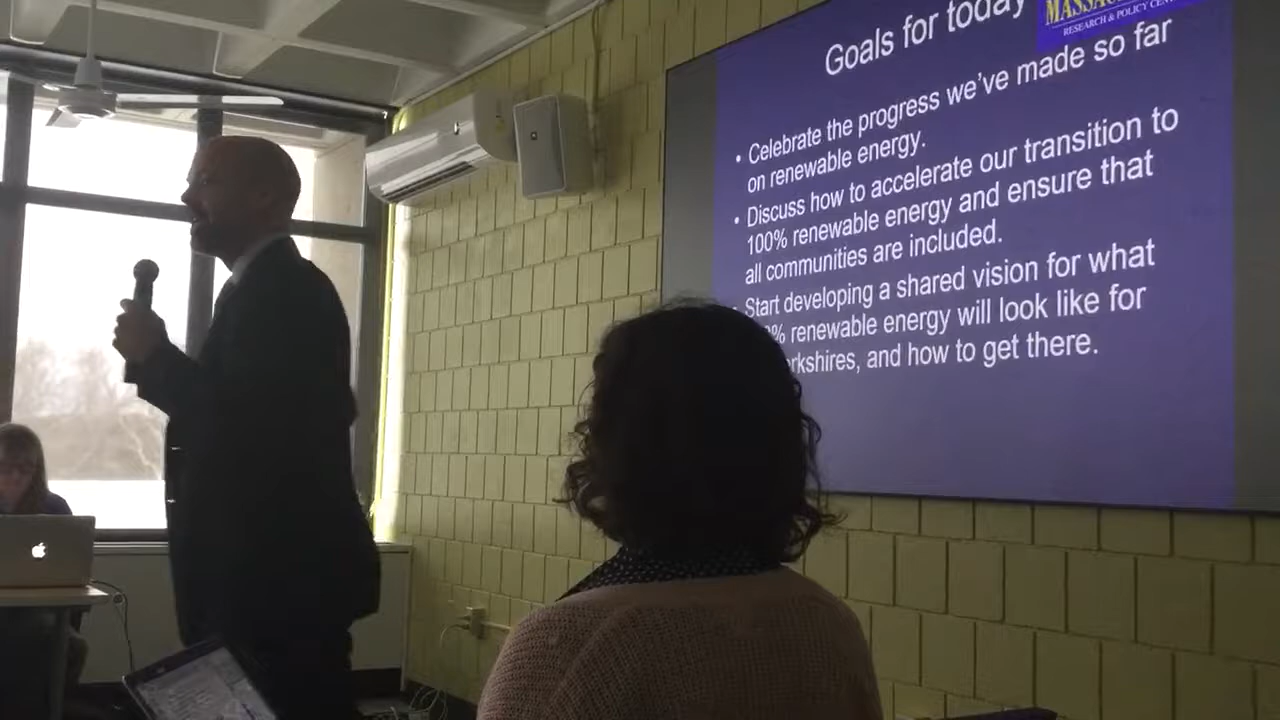 Goals for today
RESEARCH & POLICY
• Celebrate the progress we've made so far
on renewable energy.
• Discuss how to accelerate our transition to
100% renewable energy and ensure that
all communities are included.
Start developing a shared vision for what
% renewable energy will look like for
rkshires, and how to get there.